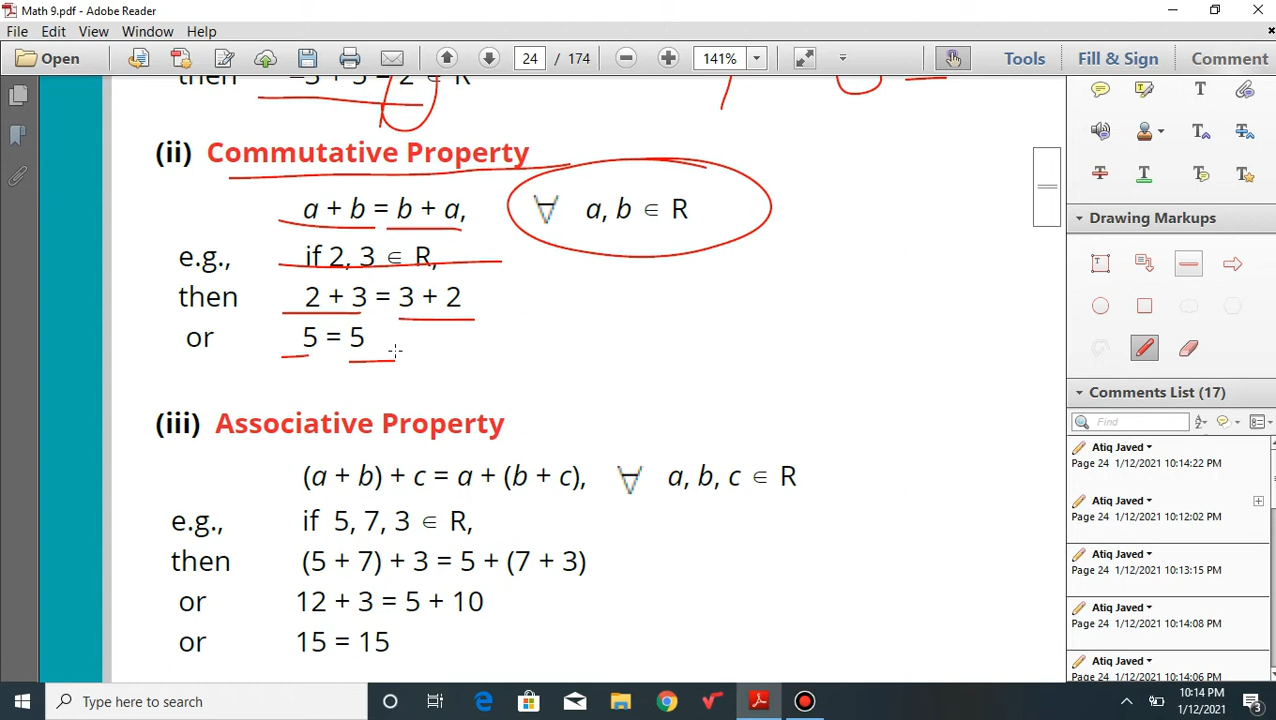 Math 9.pdf - Adobe Reader
File Edit View Window Help
Open 24 / 174 141% Tools Fill & Sign Comment
then −3 + 5 = 2 ∈ R
(ii) Commutative Property
a + b = b + a, ∀ a, b ∈ R
e.g., if 2, 3 ∈ R,
then 2 + 3 = 3 + 2
or 5 = 5
(iii) Associative Property
(a + b) + c = a + (b + c), ∀ a, b, c ∈ R
e.g., if 5, 7, 3 ∈ R,
then (5 + 7) + 3 = 5 + (7 + 3)
or 12 + 3 = 5 + 10
or 15 = 15
Drawing Markups
Comments List (17)
Find
Atiq Javed
Page 24 1/12/2021 10:14:22 PM
Atiq Javed
Page 24 1/12/2021 10:12:02 PM
Atiq Javed
Page 24 1/12/2021 10:13:15 PM
Atiq Javed
Page 24 1/12/2021 10:14:08 PM
Atiq Javed
Type here to search
10:14 PM
1/12/2021
3